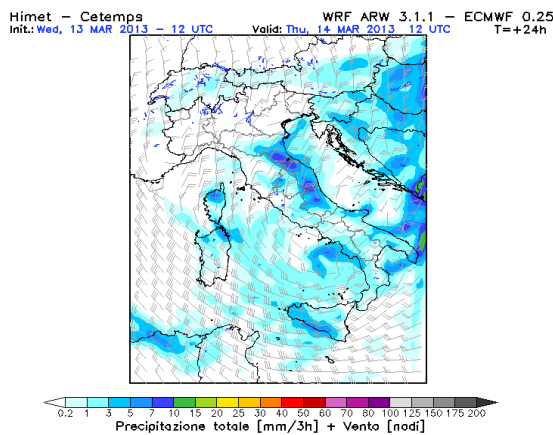 Himet – Cetemps WRF ARW 3.1.1 – ECMWF 0.25
Init.: Wed, 13 MAR 2013 – 12 UTC Valid: Thu, 14 MAR 2013 12 UTC T=+24h
0.2 1 3 5 7 10 15 20 25 30 40 50 60 70 80 100 125 150 175 200
Precipitazione totale [mm/3h] + Vento [nodi]